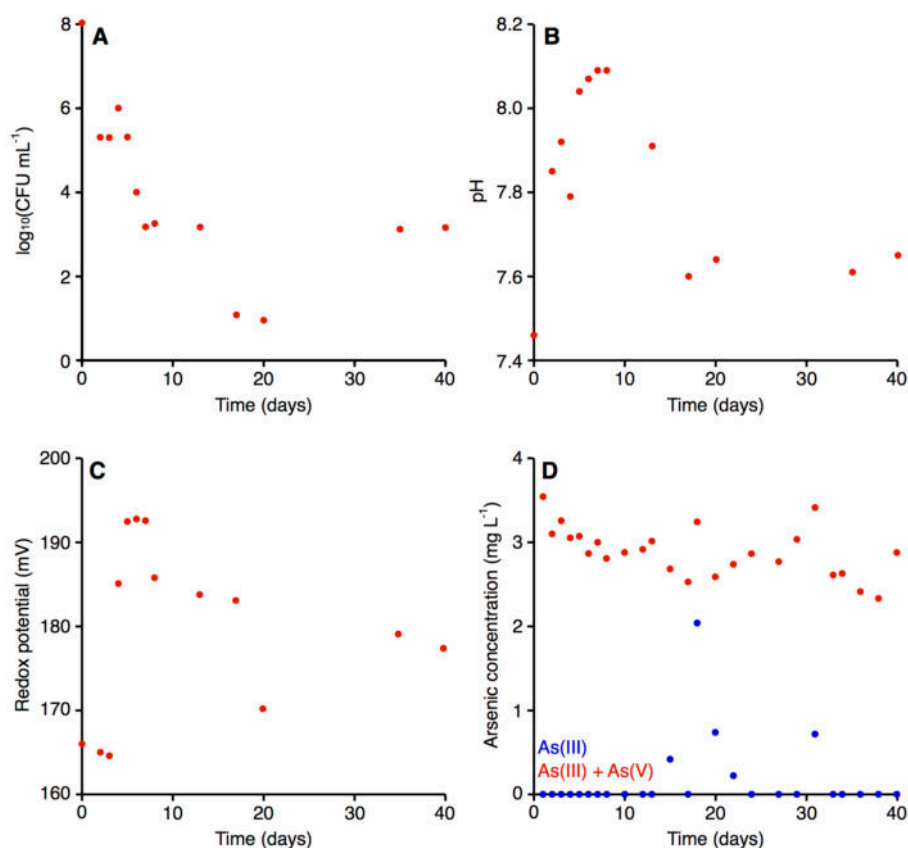 A
log₁₀(CFU mL⁻¹)
8
6
4
2
0
0 10 20 30 40
Time (days)
B
pH
8.2
8.0
7.8
7.6
7.4
0 10 20 30 40
Time (days)
C
Redox potential (mV)
200
190
180
170
160
0 10 20 30 40
Time (days)
D
Arsenic concentration (mg L⁻¹)
4
3
2
1
0
As(III)
As(III) + As(V)
0 10 20 30 40
Time (days)